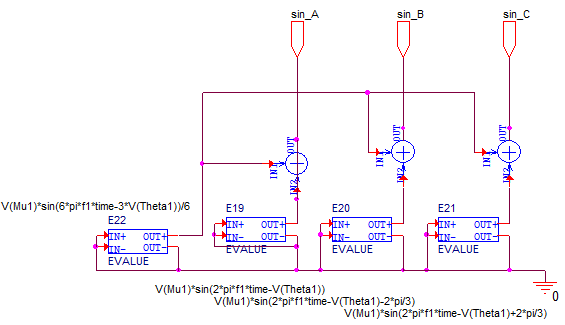 sin_A
sin_B
sin_C
OUT
OUT
OUT
IN1
IN2
IN1
IN2
IN1
IN2
V(Mu1)*sin(6*pi*f1*time-3*V(Theta1))/6
E22
E19
E20
E21
IN+ OUT+
IN- OUT-
EVALUE
IN+ OUT+
IN- OUT-
EVALUE
IN+ OUT+
IN- OUT-
EVALUE
IN+ OUT+
IN- OUT-
EVALUE
0
V(Mu1)*sin(2*pi*f1*time-V(Theta1))
V(Mu1)*sin(2*pi*f1*time-V(Theta1)-2*pi/3)
V(Mu1)*sin(2*pi*f1*time-V(Theta1)+2*pi/3)